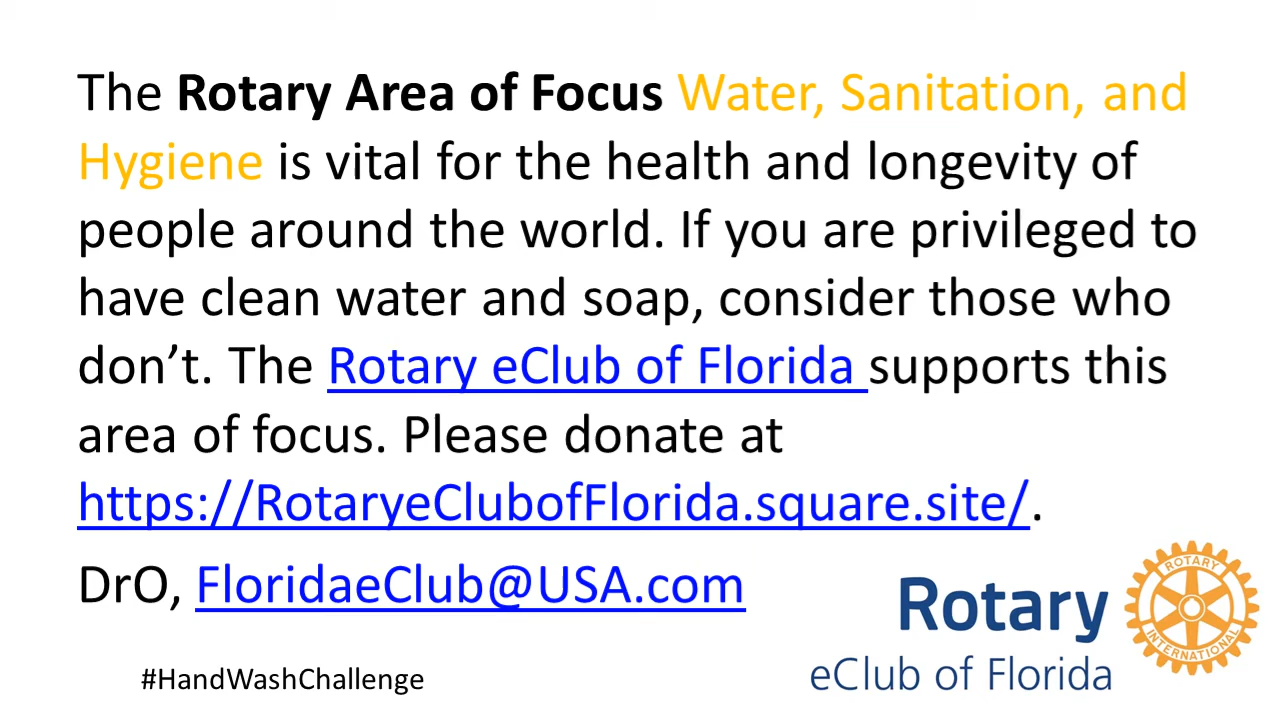 The Rotary Area of Focus Water, Sanitation, and
Hygiene is vital for the health and longevity of
people around the world. If you are privileged to
have clean water and soap, consider those who
don’t. The Rotary eClub of Florida supports this
area of focus. Please donate at
https://RotaryeClubofFlorida.square.site/.
DrO, FloridaeClub@USA.com
Rotary
eClub of Florida
ROTARY
INTERNATIONAL
#HandWashChallenge